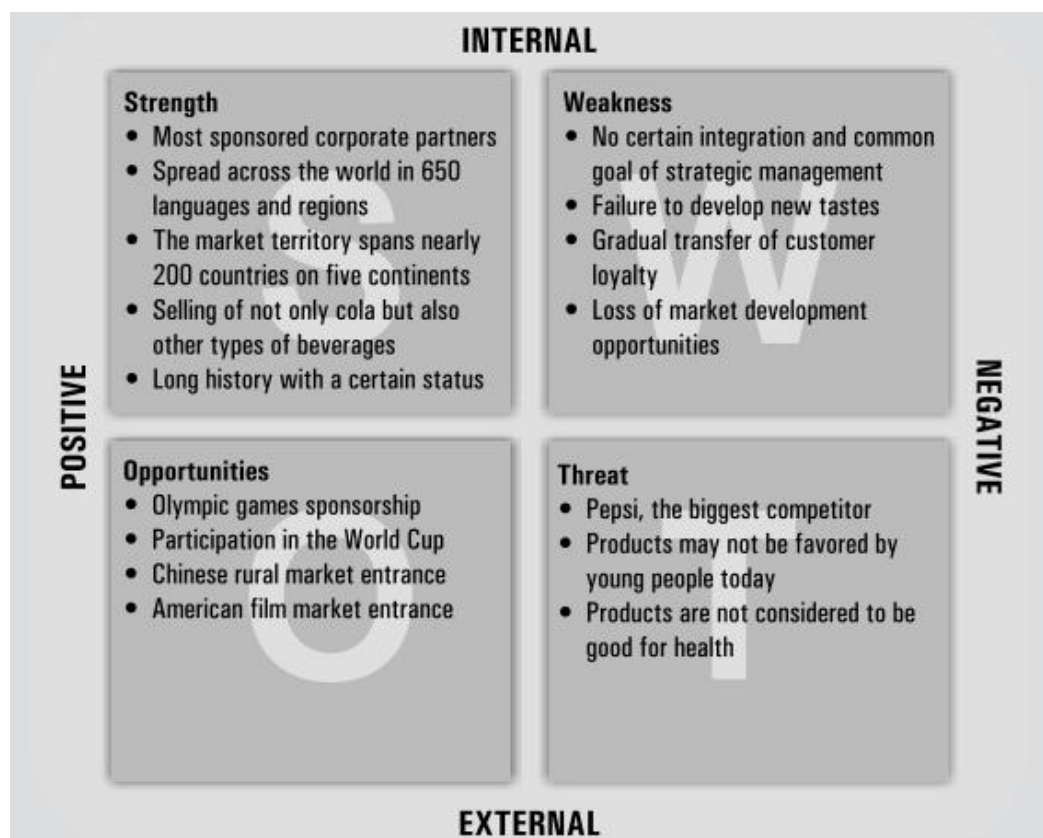 INTERNAL
POSITIVE
Strength
• Most sponsored corporate partners
• Spread across the world in 650
languages and regions
• The market territory spans nearly
200 countries on five continents
• Selling of not only cola but also
other types of beverages
• Long history with a certain status
S
Weakness
• No certain integration and common
goal of strategic management
• Failure to develop new tastes
• Gradual transfer of customer
loyalty
• Loss of market development
opportunities
W
NEGATIVE
Opportunities
• Olympic games sponsorship
• Participation in the World Cup
• Chinese rural market entrance
• American film market entrance
O
Threat
• Pepsi, the biggest competitor
• Products may not be favored by
young people today
• Products are not considered to be
good for health
T
EXTERNAL